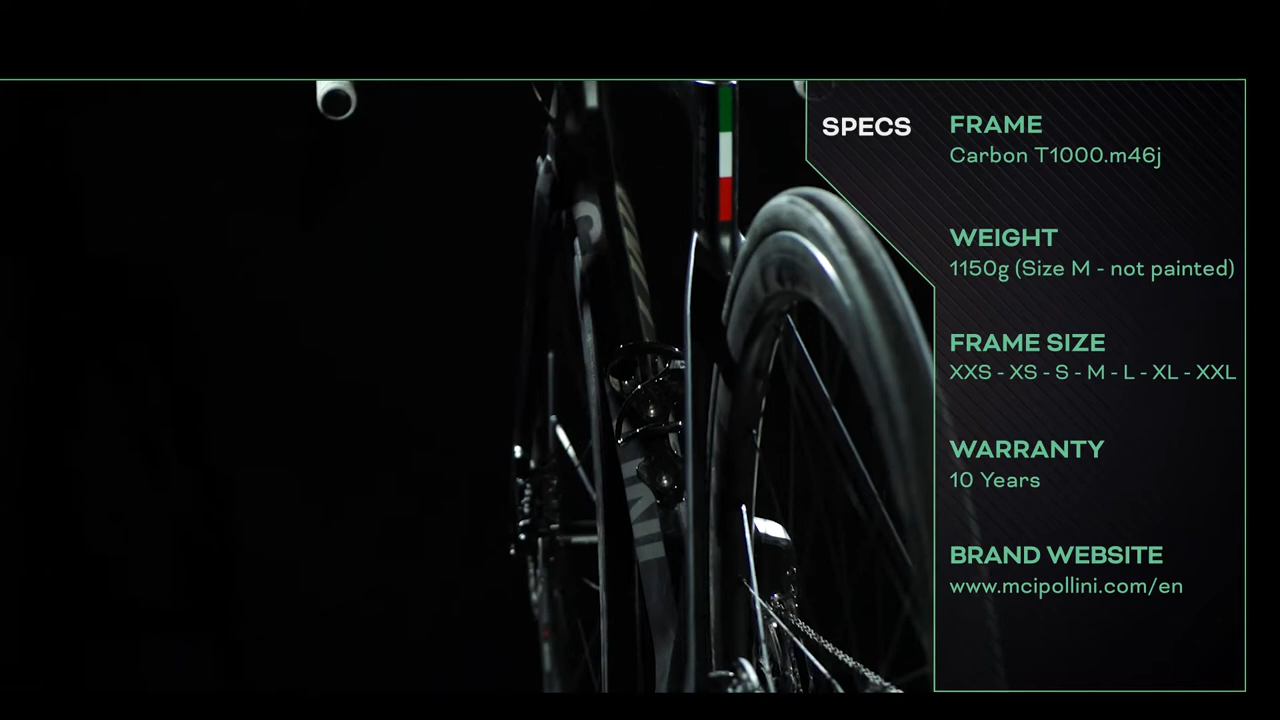 SPECS
FRAME
Carbon T1000.m46j
WEIGHT
1150g (Size M - not painted)
FRAME SIZE
XXS - XS - S - M - L - XL - XXL
WARRANTY
10 Years
BRAND WEBSITE
www.mcipollini.com/en